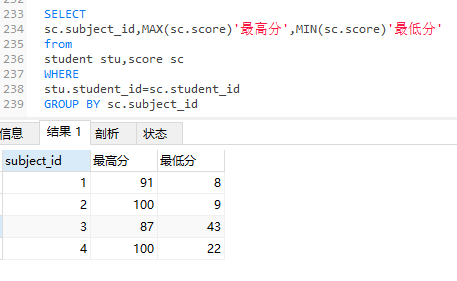 233 SELECT
234 sc.subject_id,MAX(sc.score)'最高分',MIN(sc.score)'最低分'
235 from
236 student stu,score sc
237 WHERE
238 stu.student_id=sc.student_id
239 GROUP BY sc.subject_id
信息 结果 1 剖析 状态
subject_id 最高分 最低分
1 91 8
2 100 9
3 87 43
4 100 22